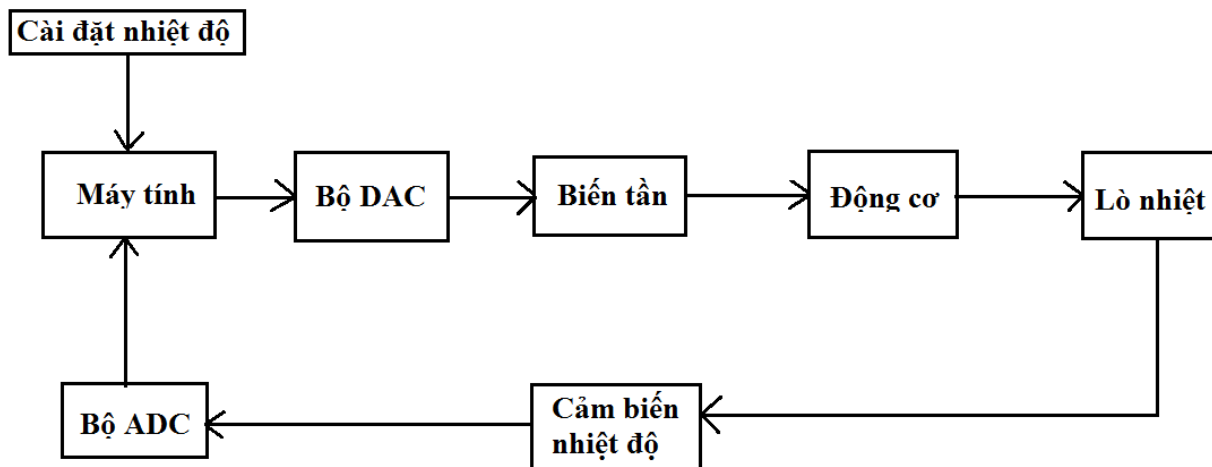 Cài đặt nhiệt độ
Máy tính
Bộ DAC
Biến tần
Động cơ
Lò nhiệt
Bộ ADC
Cảm biến
nhiệt độ